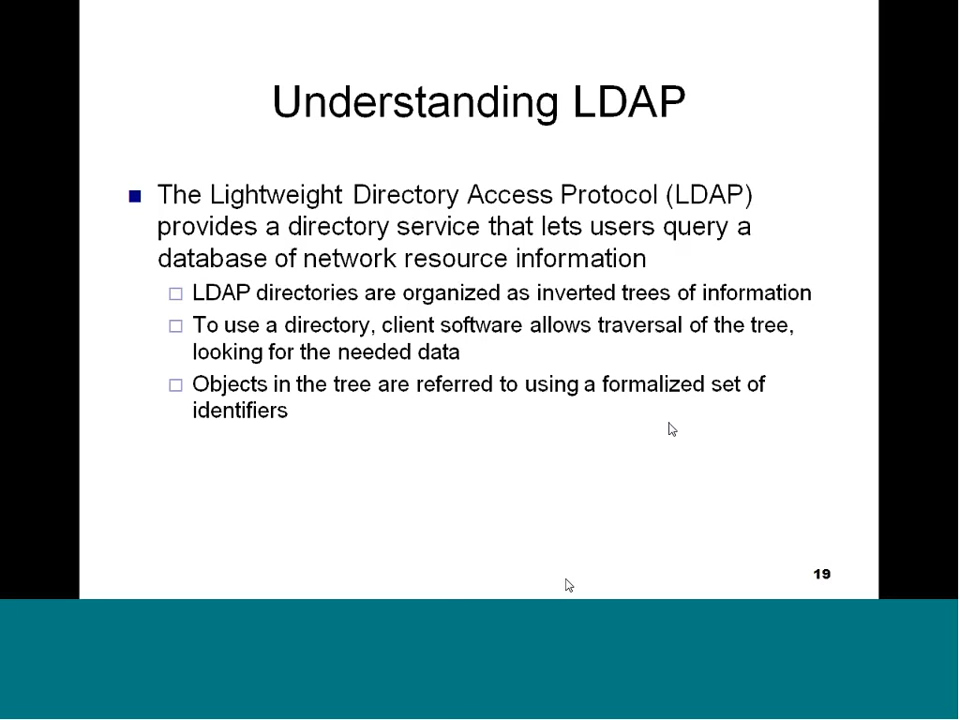 Understanding LDAP
The Lightweight Directory Access Protocol (LDAP)
provides a directory service that lets users query a
database of network resource information
LDAP directories are organized as inverted trees of information
To use a directory, client software allows traversal of the tree,
looking for the needed data
Objects in the tree are referred to using a formalized set of
identifiers
19